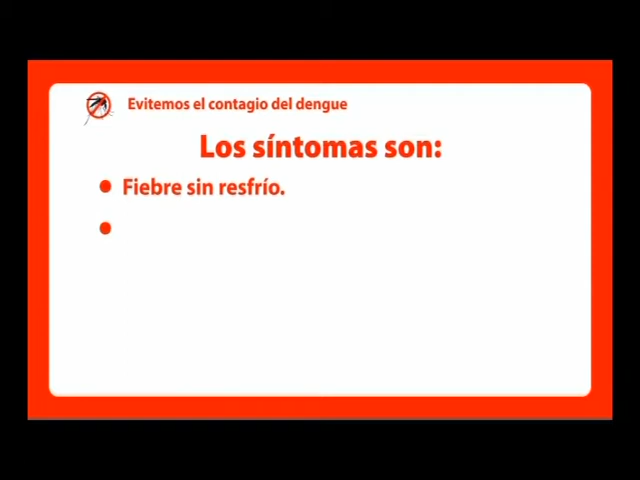 Evitemos el contagio del dengue
Los síntomas son:
Fiebre sin resfrío.